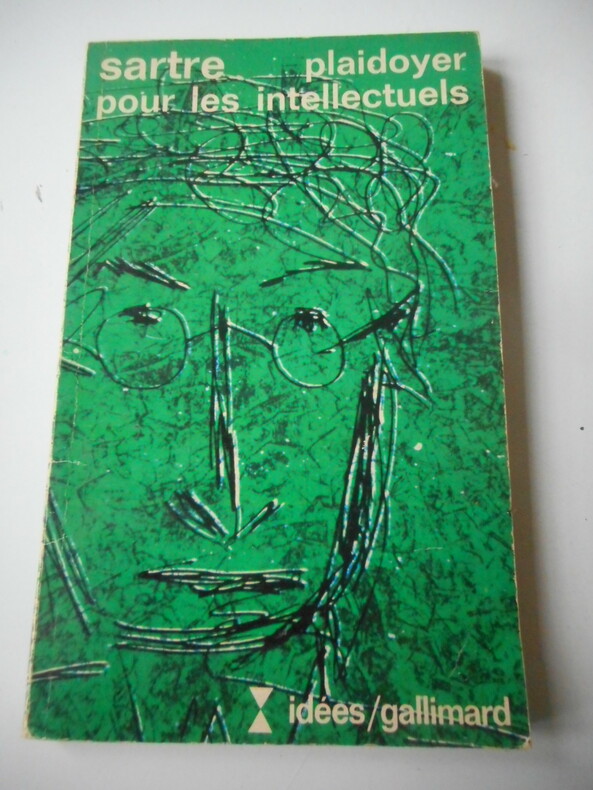 sartre plaidoyer
pour les intellectuels
idées/gallimard